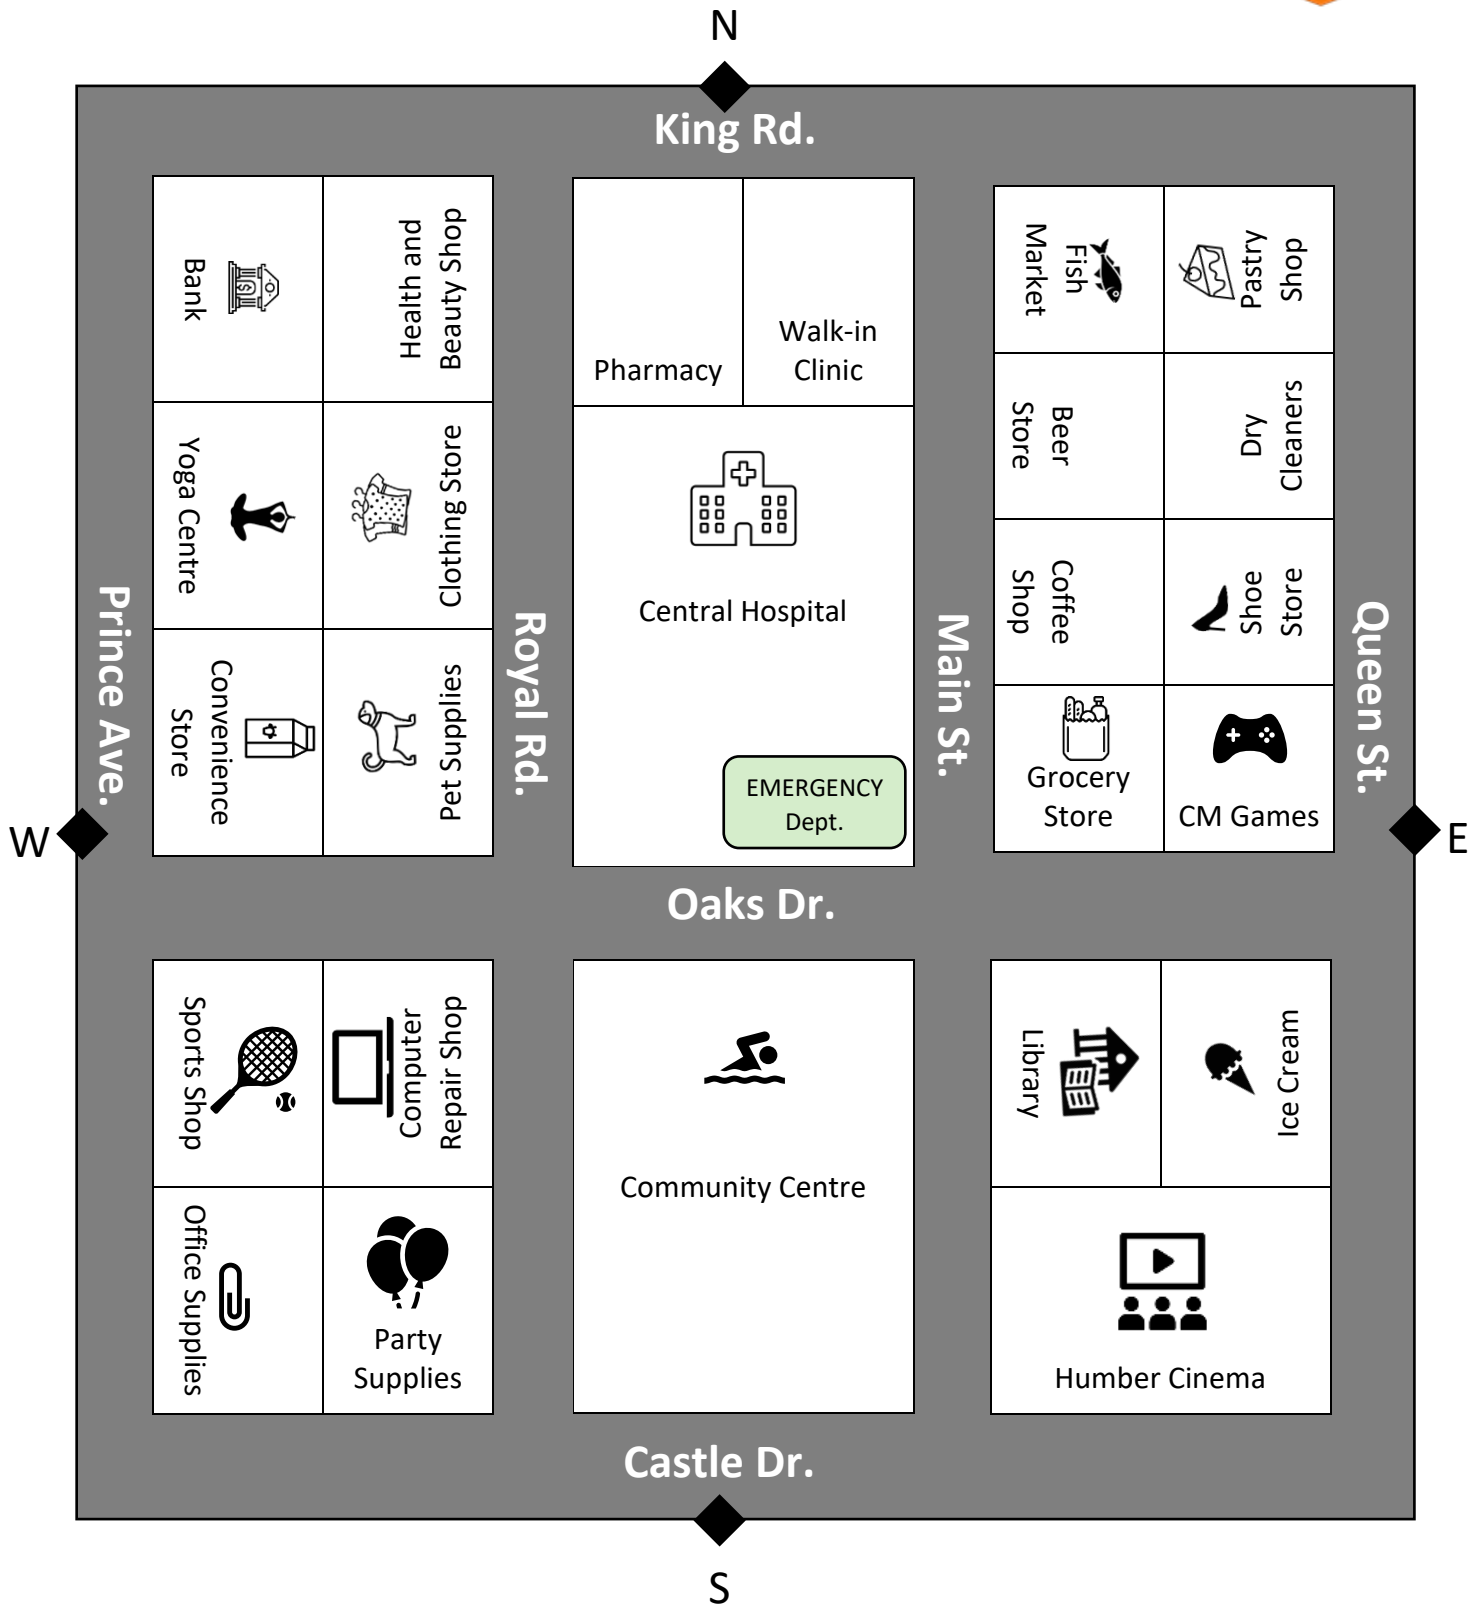 N
King Rd.
Bank
Health and
Beauty Shop
Pharmacy
Walk-in
Clinic
Fish
Market
Pastry
Shop
Yoga Centre
Clothing Store
Central Hospital
Beer
Store
Dry
Cleaners
Coffee
Shop
Shoe
Store
Prince Ave.
Convenience
Store
Pet Supplies
Royal Rd.
EMERGENCY
Dept.
Main St.
Grocery
Store
CM Games
Queen St.
W
E
Oaks Dr.
Sports Shop
Computer
Repair Shop
Community Centre
Library
Ice Cream
Office Supplies
Party
Supplies
Humber Cinema
Castle Dr.
S